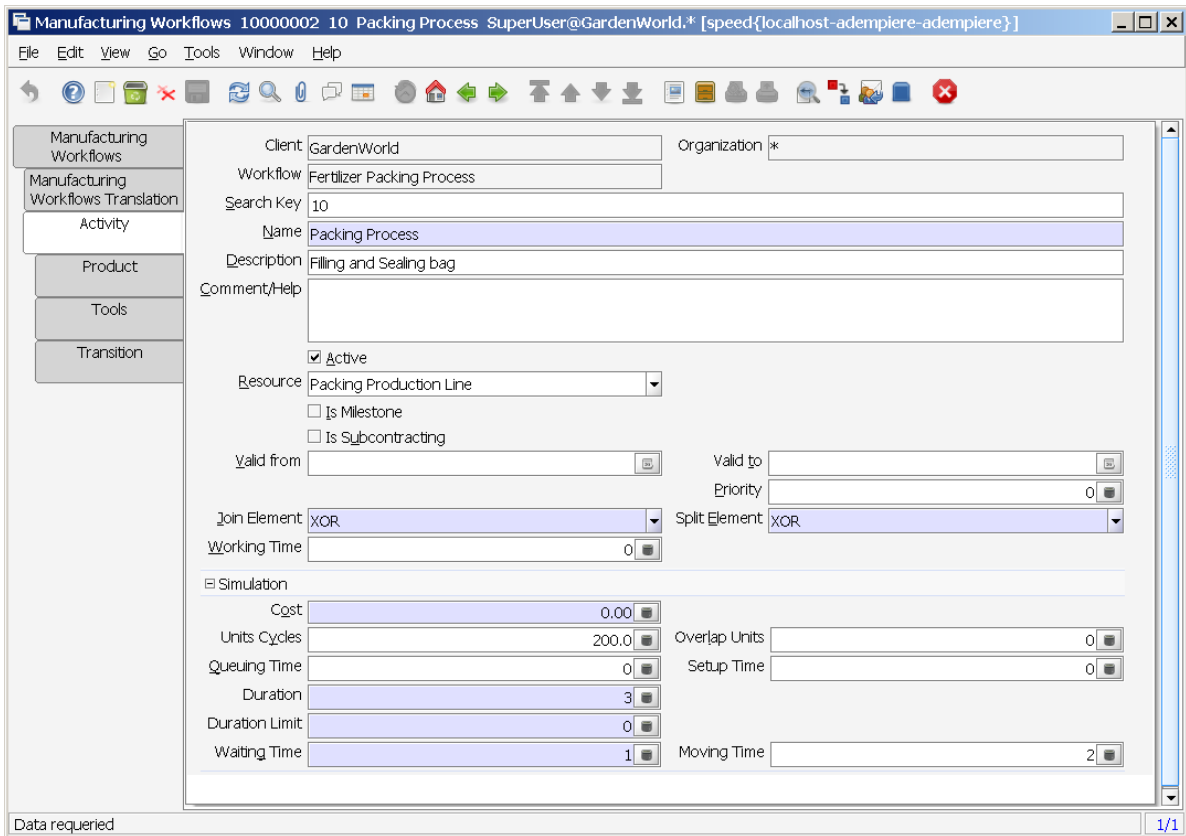 Manufacturing Workflows 10000002 10 Packing Process SuperUser@GardenWorld.* [speed{localhost-adempiere-adempiere}]
File Edit View Go Tools Window Help
Manufacturing
Workflows
Manufacturing
Workflows Translation
Activity
Product
Tools
Transition
Client GardenWorld Organization *
Workflow Fertilizer Packing Process
Search Key 10
Name Packing Process
Description Filling and Sealing bag
Comment/Help
Active
Resource Packing Production Line
Is Milestone
Is Subcontracting
Valid from Valid to
Priority 0
Join Element XOR Split Element XOR
Working Time 0
Simulation
Cost 0.00
Units Cycles 200.0 Overlap Units 0
Queuing Time 0 Setup Time 0
Duration 3
Duration Limit 0
Waiting Time 1 Moving Time 2
Data requeried 1/1